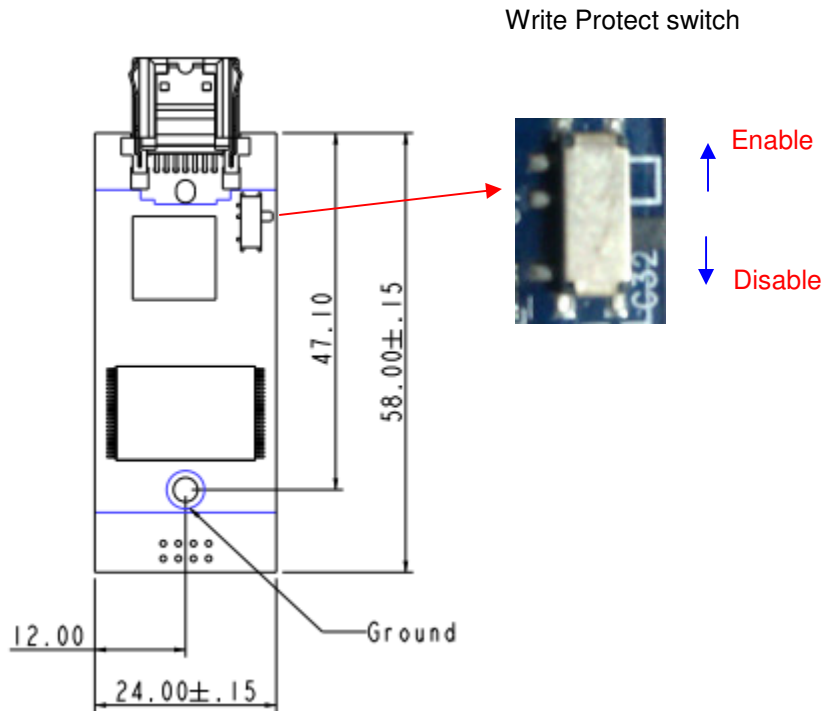 Write Protect switch
Enable
Disable
C32
47.10
58.00±.15
12.00
Ground
24.00±.15